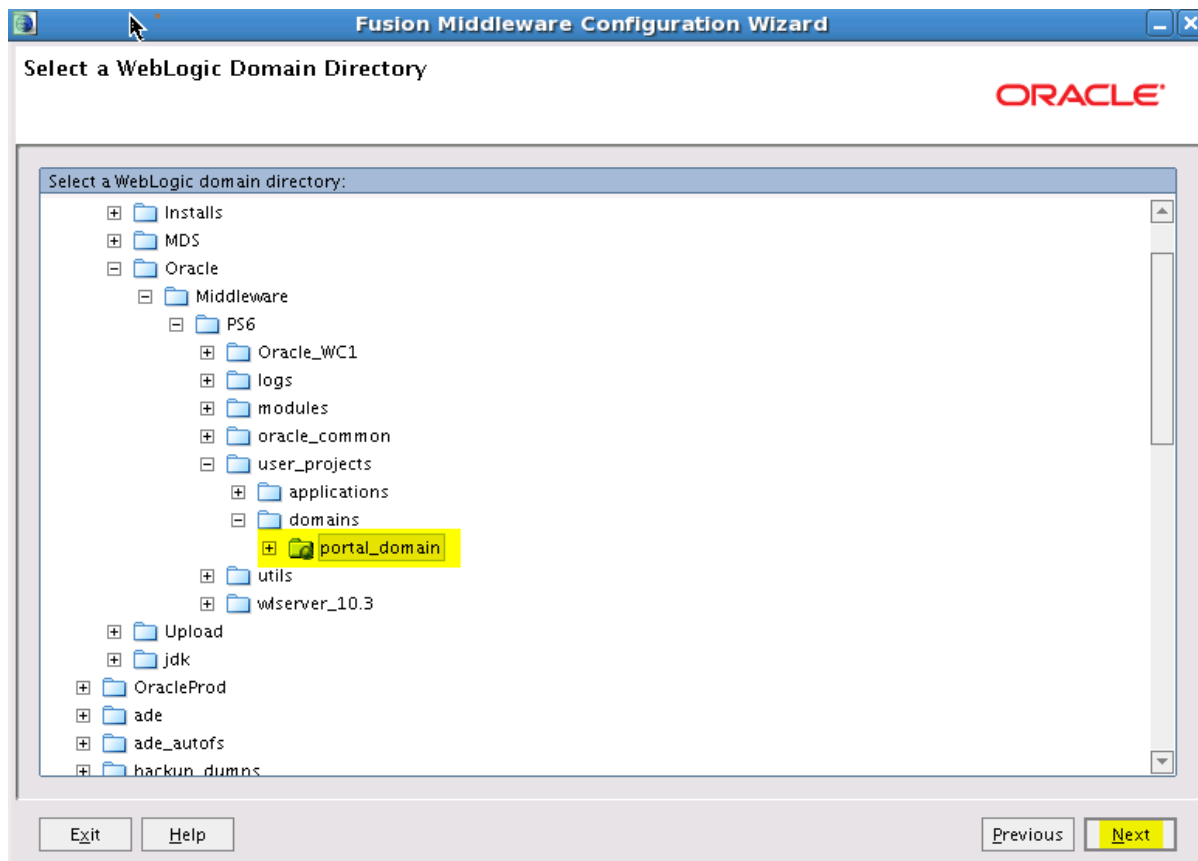 Fusion Middleware Configuration Wizard
Select a WebLogic Domain Directory
ORACLE
Select a WebLogic domain directory:
Installs
MDS
Oracle
Middleware
PS6
Oracle_WC1
logs
modules
oracle_common
user_projects
applications
domains
portal_domain
utils
wlserver_10.3
Upload
jdk
OracleProd
ade
ade_autofs
backup_dumps
Exit Help Previous Next